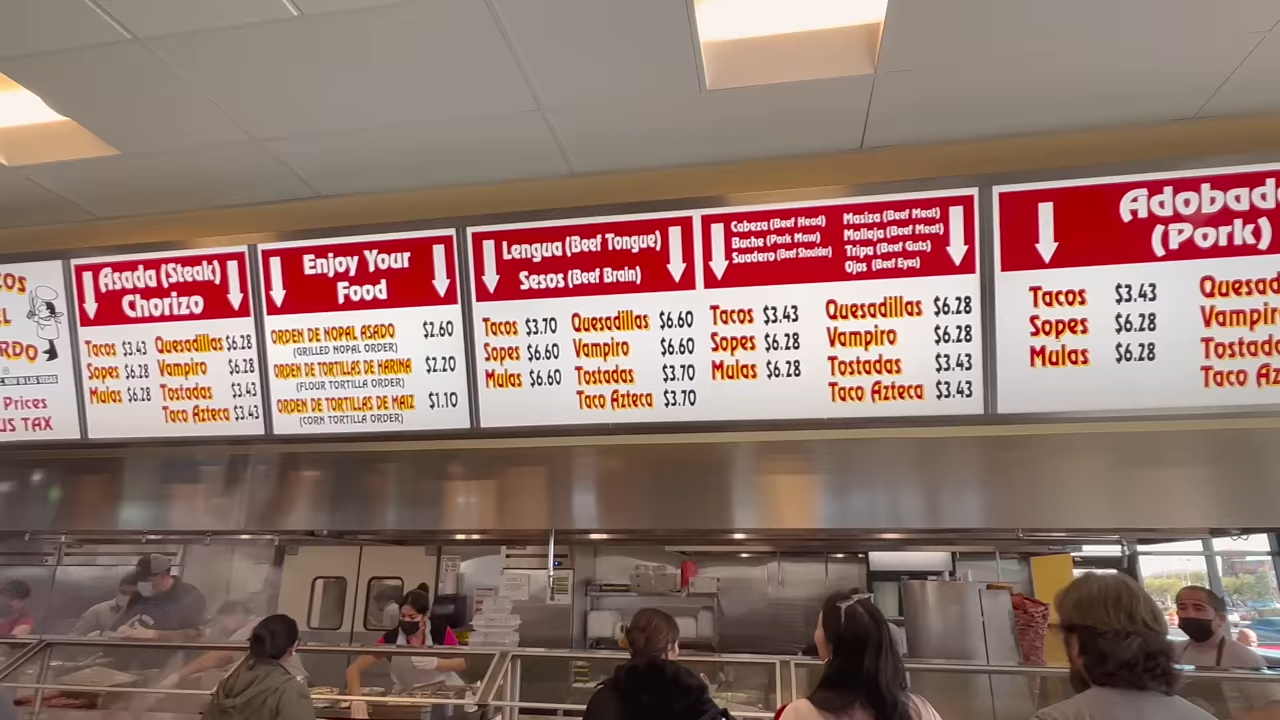 Prices
TAX
Asada (Steak)
Chorizo
Tacos $3.43
Sopes $6.28
Mulas $6.28
Quesadillas $6.28
Vampiro $6.28
Tostadas $3.43
Taco Azteca $3.43
Enjoy Your
Food
ORDEN DE NOPAL ASADO $2.60
(GRILLED NOPAL ORDER)
ORDEN DE TORTILLAS DE HARINA $2.20
(FLOUR TORTILLA ORDER)
ORDEN DE TORTILLAS DE MAIZ $1.10
(CORN TORTILLA ORDER)
Lengua (Beef Tongue)
Sesos (Beef Brain)
Tacos $3.70
Sopes $6.60
Mulas $6.60
Quesadillas $6.60
Vampiro $6.60
Tostadas $3.70
Taco Azteca $3.70
Cabeza (Beef Head)
Buche (Pork Maw)
Suadero (Beef Shoulder)
Masiza (Beef Meat)
Molleja (Beef Meat)
Tripa (Beef Guts)
Ojos (Beef Eyes)
Tacos $3.43
Sopes $6.28
Mulas $6.28
Quesadillas $6.28
Vampiro $6.28
Tostadas $3.43
Taco Azteca $3.43
Adobad
(Pork)
Tacos $3.43
Sopes $6.28
Mulas $6.28
Quesad
Vampir
Tostad
Taco Az